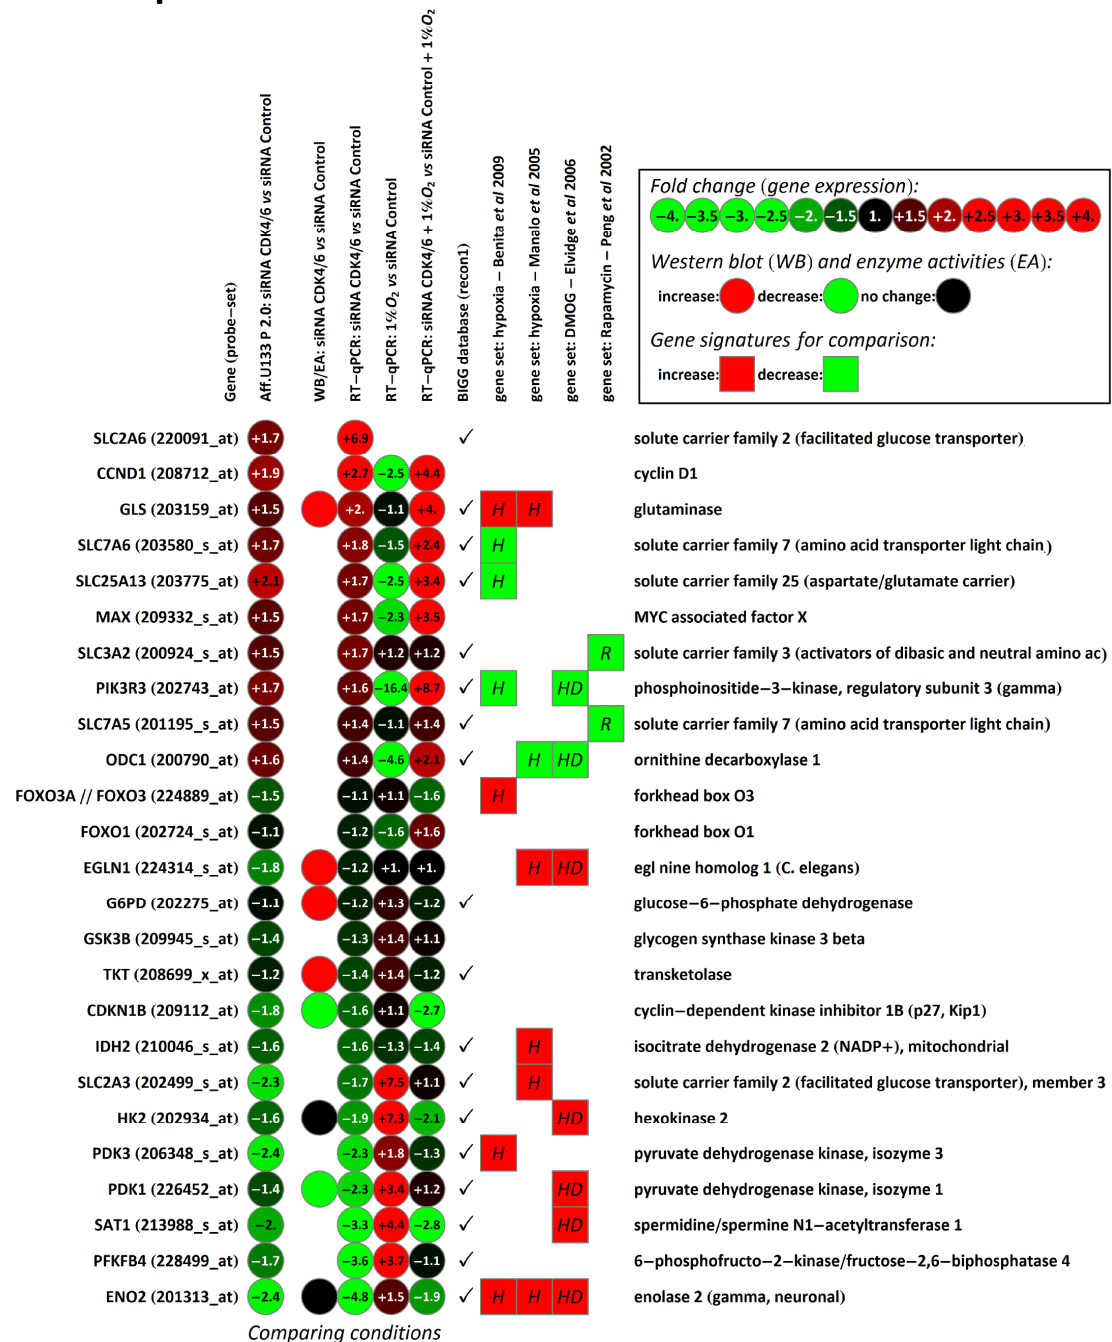 Gene (probe−set)
Aff.U133 P 2.0: siRNA CDK4/6 vs siRNA Control
WB/EA: siRNA CDK4/6 vs siRNA Control
RT−qPCR: siRNA CDK4/6 vs siRNA Control
RT−qPCR: 1%O2 vs siRNA Control
RT−qPCR: siRNA CDK4/6 + 1%O2 vs siRNA Control + 1%O2
BIGG database (recon1)
gene set: hypoxia − Benita et al 2009
gene set: hypoxia − Manalo et al 2005
gene set: DMOG − Elvidge et al 2006
gene set: Rapamycin − Peng et al 2002
Fold change (gene expression):
−4. −3.5 −3. −2.5 −2. −1.5 1. +1.5 +2. +2.5 +3. +3.5 +4.
Western blot (WB) and enzyme activities (EA):
increase: decrease: no change:
Gene signatures for comparison:
increase: decrease:
SLC2A6 (220091_at) +1.7 +6.9 ✓ solute carrier family 2 (facilitated glucose transporter)
CCND1 (208712_at) +1.9 +2.7 −2.5 +4.4 cyclin D1
GLS (203159_at) +1.5 +2. −1.1 +4. ✓ H H glutaminase
SLC7A6 (203580_s_at) +1.7 +1.8 −1.5 +2.4 ✓ H solute carrier family 7 (amino acid transporter light chain)
SLC25A13 (203775_at) +2.1 +1.7 −2.5 +3.4 ✓ H solute carrier family 25 (aspartate/glutamate carrier)
MAX (209332_s_at) +1.5 +1.7 −2.3 +3.5 MYC associated factor X
SLC3A2 (200924_s_at) +1.5 +1.7 +1.2 +1.2 ✓ R solute carrier family 3 (activators of dibasic and neutral amino ac)
PIK3R3 (202743_at) +1.7 +1.6 −16.4 +8.7 ✓ H HD phosphoinositide−3−kinase, regulatory subunit 3 (gamma)
SLC7A5 (201195_s_at) +1.5 +1.4 −1.1 +1.4 ✓ R solute carrier family 7 (amino acid transporter light chain)
ODC1 (200790_at) +1.6 +1.4 −4.6 +2.1 ✓ H HD ornithine decarboxylase 1
FOXO3A // FOXO3 (224889_at) −1.5 −1.1 +1.1 −1.6 H forkhead box O3
FOXO1 (202724_s_at) −1.1 −1.2 −1.6 +1.6 forkhead box O1
EGLN1 (224314_s_at) −1.8 −1.2 +1. +1. H HD egl nine homolog 1 (C. elegans)
G6PD (202275_at) −1.1 −1.2 +1.3 −1.2 ✓ glucose−6−phosphate dehydrogenase
GSK3B (209945_s_at) −1.4 −1.3 +1.4 +1.1 glycogen synthase kinase 3 beta
TKT (208699_x_at) −1.2 −1.4 +1.4 −1.2 ✓ transketolase
CDKN1B (209112_at) −1.8 −1.6 +1.1 −2.7 cyclin−dependent kinase inhibitor 1B (p27, Kip1)
IDH2 (210046_s_at) −1.6 −1.6 −1.3 −1.4 ✓ H isocitrate dehydrogenase 2 (NADP+), mitochondrial
SLC2A3 (202499_s_at) −2.3 −1.7 +7.5 +1.1 ✓ H solute carrier family 2 (facilitated glucose transporter), member 3
HK2 (202934_at) −1.6 −1.9 +7.3 −2.1 ✓ HD hexokinase 2
PDK3 (206348_s_at) −2.4 −2.3 +1.8 −1.3 ✓ H pyruvate dehydrogenase kinase, isozyme 3
PDK1 (226452_at) −1.4 −2.3 +3.4 +1.2 ✓ HD pyruvate dehydrogenase kinase, isozyme 1
SAT1 (213988_s_at) −2. −3.3 +4.4 −2.8 ✓ HD spermidine/spermine N1−acetyltransferase 1
PFKFB4 (228499_at) −1.7 −3.6 +3.7 −1.1 ✓ 6−phosphofructo−2−kinase/fructose−2,6−biphosphatase 4
ENO2 (201313_at) −2.4 −4.8 +1.5 −1.9 ✓ H H HD enolase 2 (gamma, neuronal)
Comparing conditions